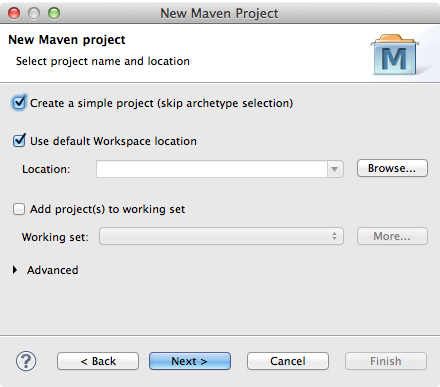 New Maven Project
New Maven project
Select project name and location
M
Create a simple project (skip archetype selection)
Use default Workspace location
Location:
Browse...
Add project(s) to working set
Working set:
More...
Advanced
?
< Back
Next >
Cancel
Finish